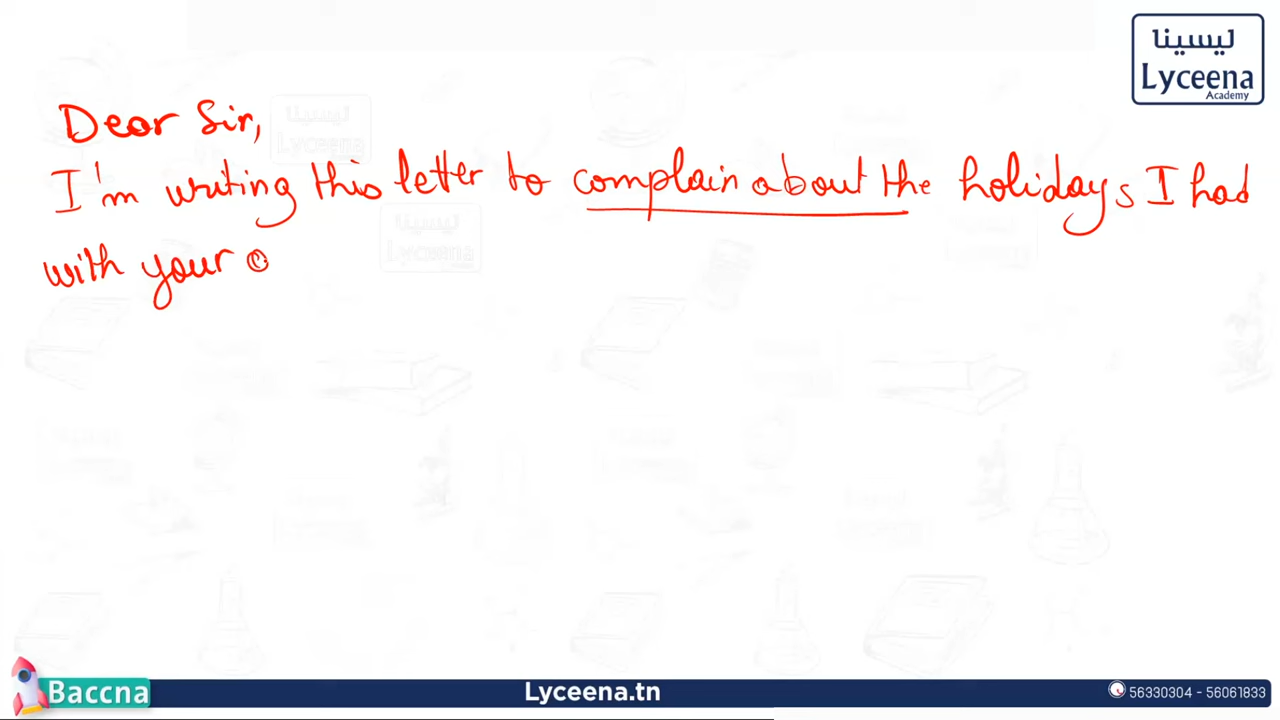 ليسينا
Lyceena
Academy
Dear Sir,
I'm writing this letter to complain about the holidays I had
with your
Baccna
Lyceena.tn
56330304 - 56061833